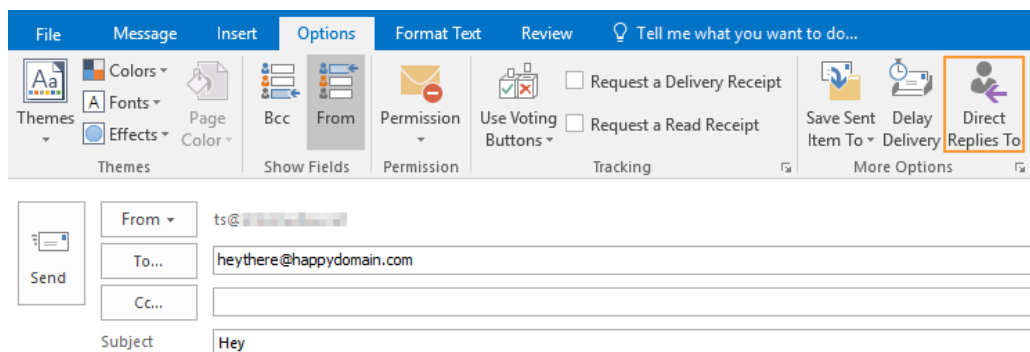 File Message Insert Options Format Text Review Tell me what you want to do...
Aa Colors Request a Delivery Receipt
A Fonts
Themes Page Bcc From Permission Use Voting Request a Read Receipt Save Sent Delay Direct
Effects Color Buttons Item To Delivery Replies To
Themes Show Fields Permission Tracking More Options
From ts@
To... heythere@happydomain.com
Send
Cc...
Subject Hey